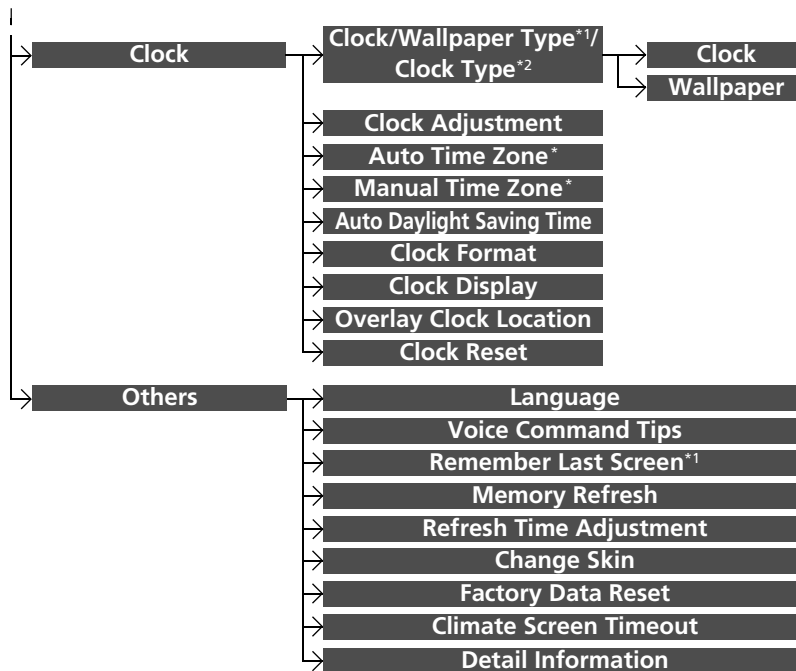 Clock
Clock/Wallpaper Type*1/
Clock Type*2
Clock
Wallpaper
Clock Adjustment
Auto Time Zone*
Manual Time Zone*
Auto Daylight Saving Time
Clock Format
Clock Display
Overlay Clock Location
Clock Reset
Others
Language
Voice Command Tips
Remember Last Screen*1
Memory Refresh
Refresh Time Adjustment
Change Skin
Factory Data Reset
Climate Screen Timeout
Detail Information